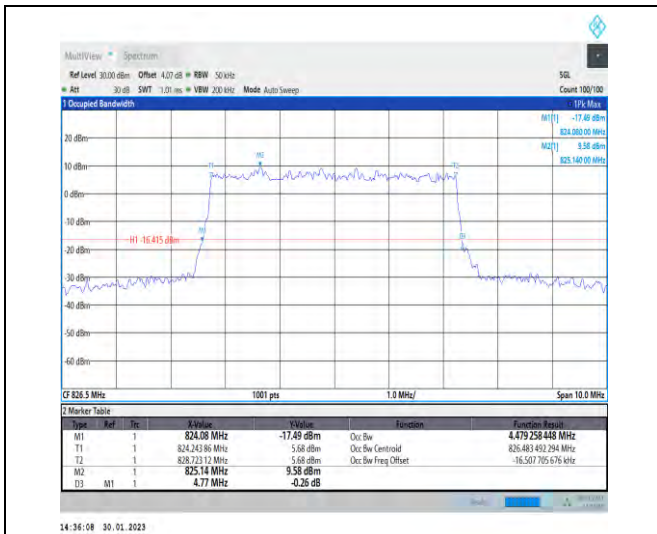 MultiView Spectrum
Ref Level 30.00 dBm Offset 4.07 dB RBW 50 kHz SGL
Att 30 dB SWT 1.01 ms VBW 200 kHz Mode Auto Sweep Count 100/100
1 Occupied Bandwidth 1Pk Max
M1[1] -17.49 dBm
824.080 00 MHz
20 dBm
M2[1] 9.58 dBm
825.140 00 MHz
M2
T1 T2
10 dBm
0 dBm
-10 dBm
M1
H1 -16.415 dBm
D3
-20 dBm
-30 dBm
-40 dBm
-50 dBm
-60 dBm
CF 826.5 MHz 1001 pts 1.0 MHz/ Span 10.0 MHz
2 Marker Table
Type Ref Trc X-Value Y-Value Function Function Result
M1 1 824.08 MHz -17.49 dBm Occ Bw 4.479 258 448 MHz
T1 1 824.243 86 MHz 5.68 dBm Occ Bw Centroid 826.483 492 294 MHz
T2 1 828.723 12 MHz 5.68 dBm Occ Bw Freq Offset -16.507 705 676 kHz
M2 1 825.14 MHz 9.58 dBm
D3 M1 1 4.77 MHz -0.26 dB
Ready
14:36:08 30.01.2023